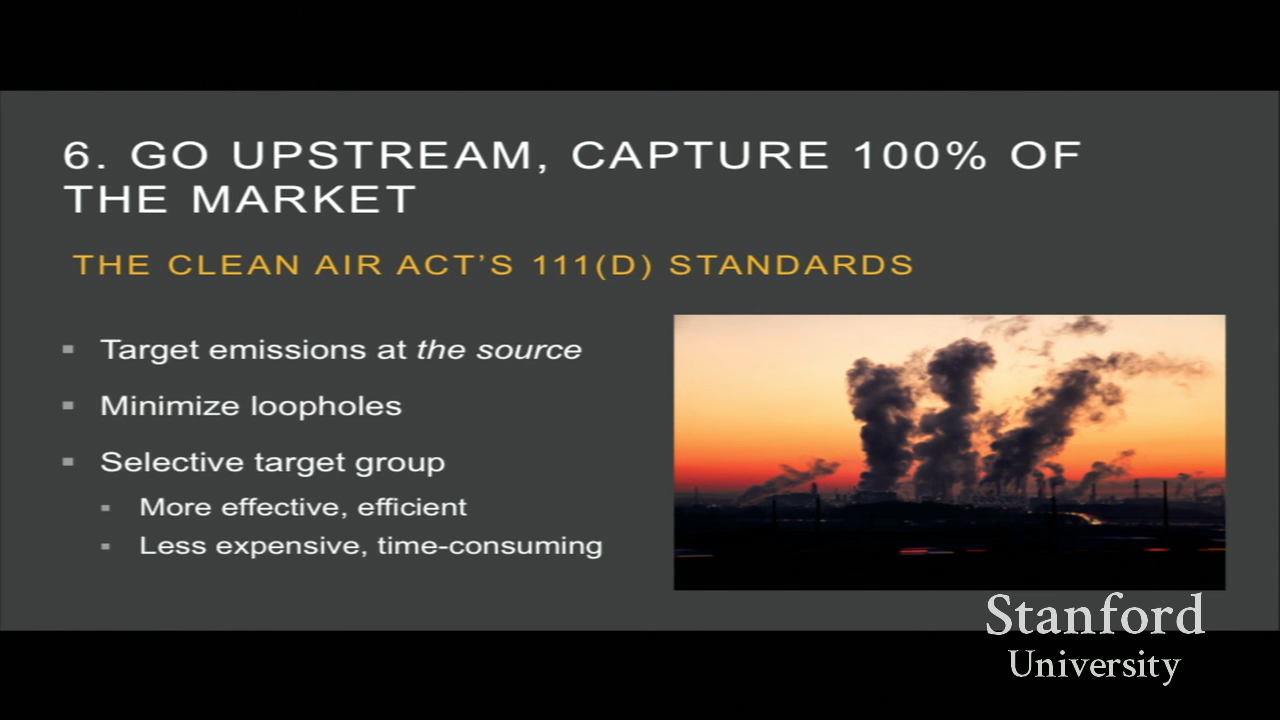 6. GO UPSTREAM, CAPTURE 100% OF
THE MARKET
THE CLEAN AIR ACT’S 111(D) STANDARDS
Target emissions at the source
Minimize loopholes
Selective target group
More effective, efficient
Less expensive, time-consuming
Stanford
University